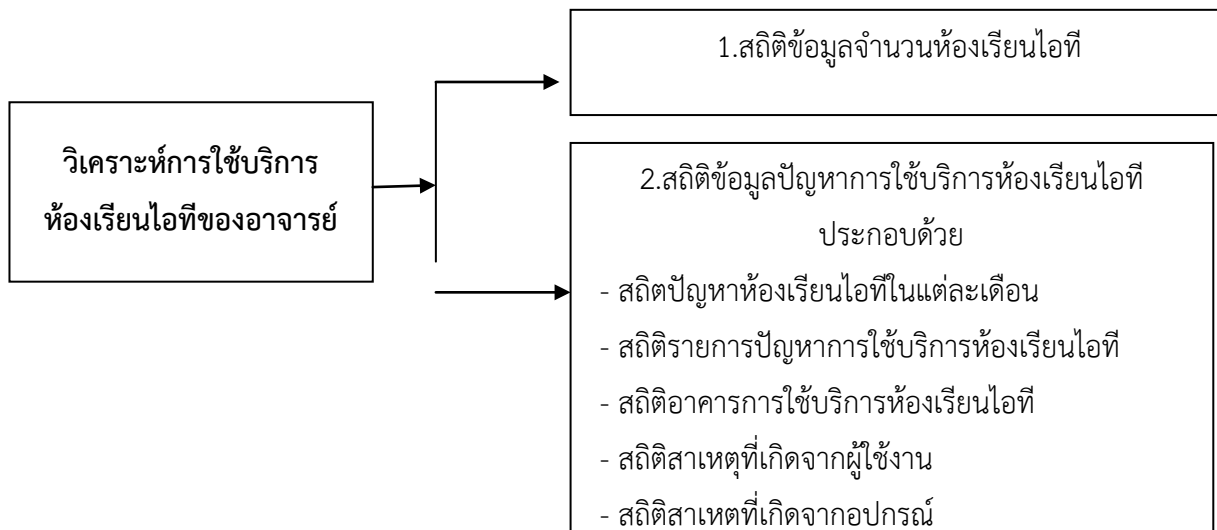 1.สถิติข้อมูลจำนวนห้องเรียนไอที
วิเคราะห์การใช้บริการ
ห้องเรียนไอทีของอาจารย์
2.สถิติข้อมูลปัญหาการใช้บริการห้องเรียนไอที
ประกอบด้วย
- สถิตปัญหาห้องเรียนไอทีในแต่ละเดือน
- สถิติรายการปัญหาการใช้บริการห้องเรียนไอที
- สถิติอาคารการใช้บริการห้องเรียนไอที
- สถิติสาเหตุที่เกิดจากผู้ใช้งาน
- สถิติสาเหตุที่เกิดจากอุปกรณ์